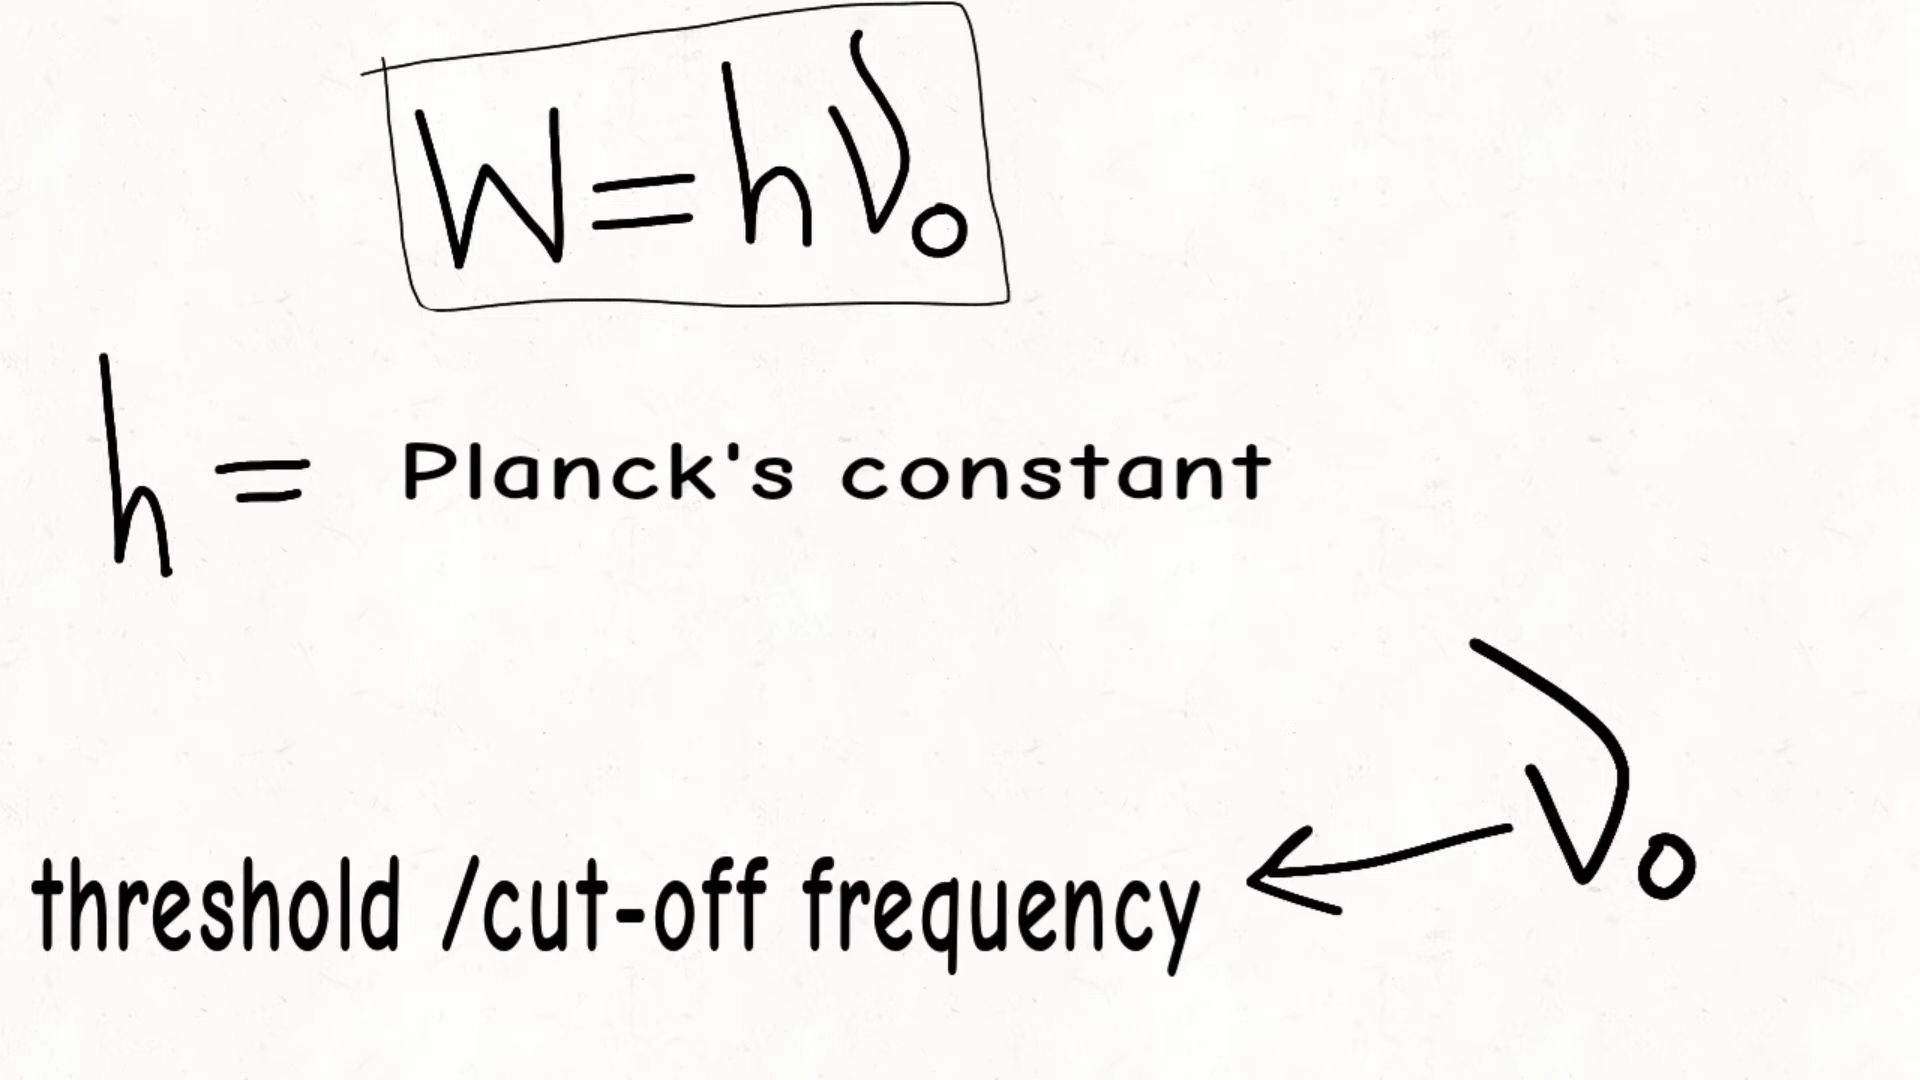 W=hν₀
h = Planck's constant
ν₀
threshold /cut-off frequency